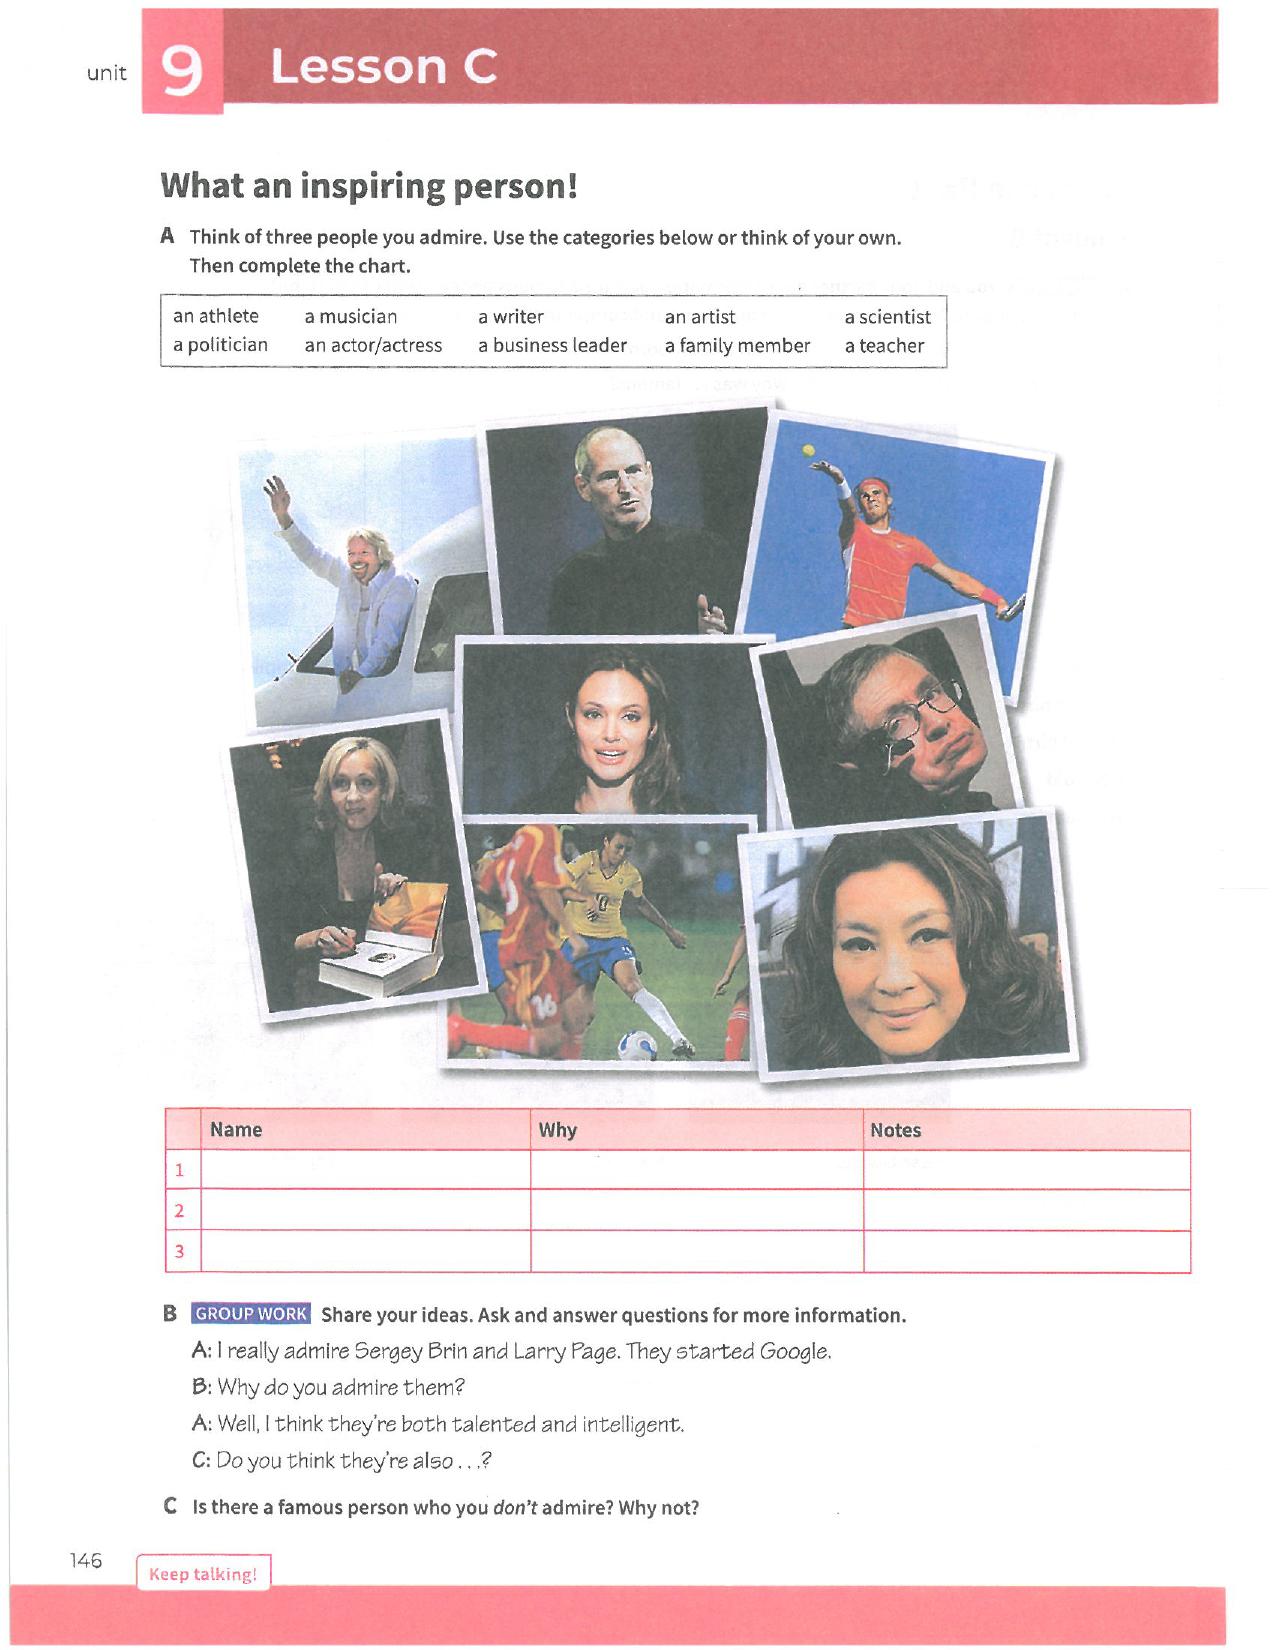 unit 9 Lesson C
What an inspiring person!
A Think of three people you admire. Use the categories below or think of your own.
Then complete the chart.
an athlete a musician a writer an artist a scientist
a politician an actor/actress a business leader a family member a teacher
Name Why Notes
1
2
3
B GROUP WORK Share your ideas. Ask and answer questions for more information.
A: I really admire Sergey Brin and Larry Page. They started Google.
B: Why do you admire them?
A: Well, I think they're both talented and intelligent.
C: Do you think they're also . . .?
C Is there a famous person who you don't admire? Why not?
146 Keep talking!